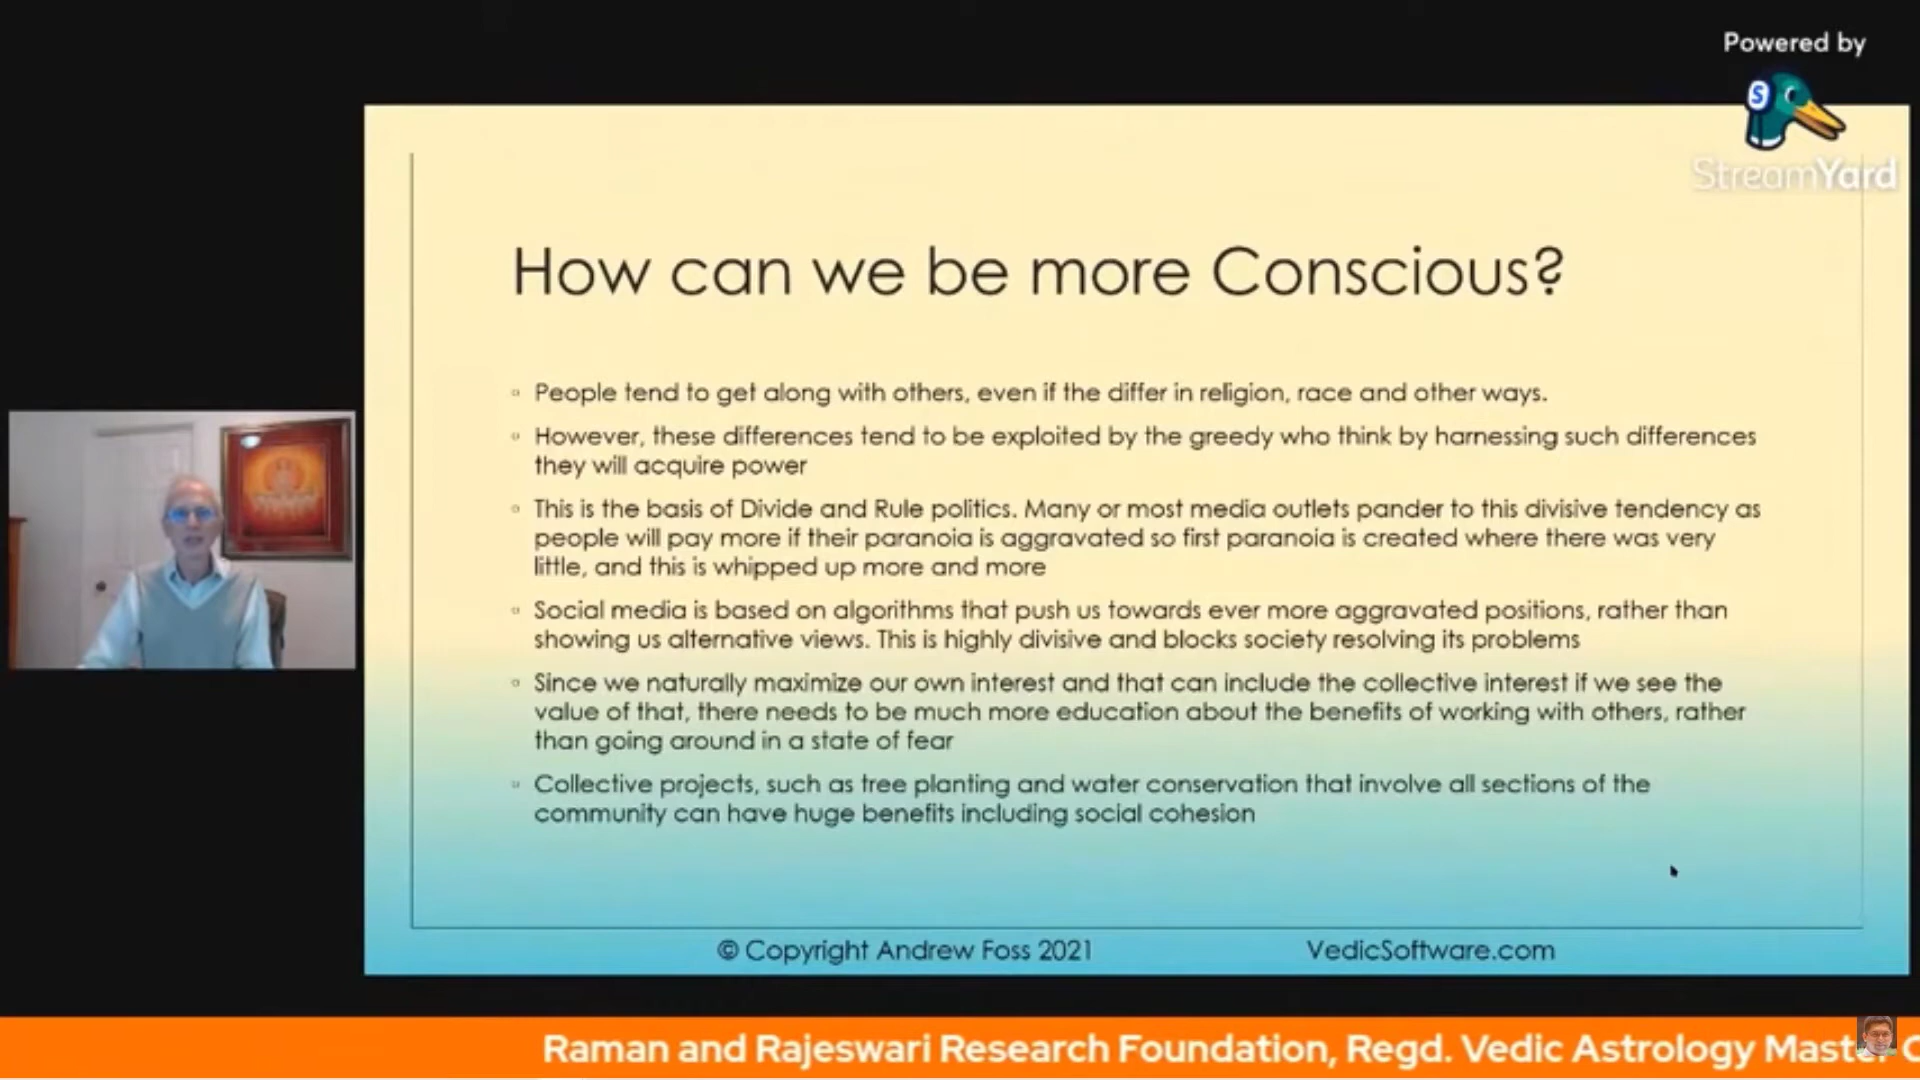 Powered by
S
StreamYard
How can we be more Conscious?
People tend to get along with others, even if the differ in religion, race and other ways.
However, these differences tend to be exploited by the greedy who think by harnessing such differences
they will acquire power
This is the basis of Divide and Rule politics. Many or most media outlets pander to this divisive tendency as
people will pay more if their paranoia is aggravated so first paranoia is created where there was very
little, and this is whipped up more and more
Social media is based on algorithms that push us towards ever more aggravated positions, rather than
showing us alternative views. This is highly divisive and blocks society resolving its problems
Since we naturally maximize our own interest and that can include the collective interest if we see the
value of that, there needs to be much more education about the benefits of working with others, rather
than going around in a state of fear
Collective projects, such as tree planting and water conservation that involve all sections of the
community can have huge benefits including social cohesion
© Copyright Andrew Foss 2021 VedicSoftware.com
Raman and Rajeswari Research Foundation, Regd. Vedic Astrology